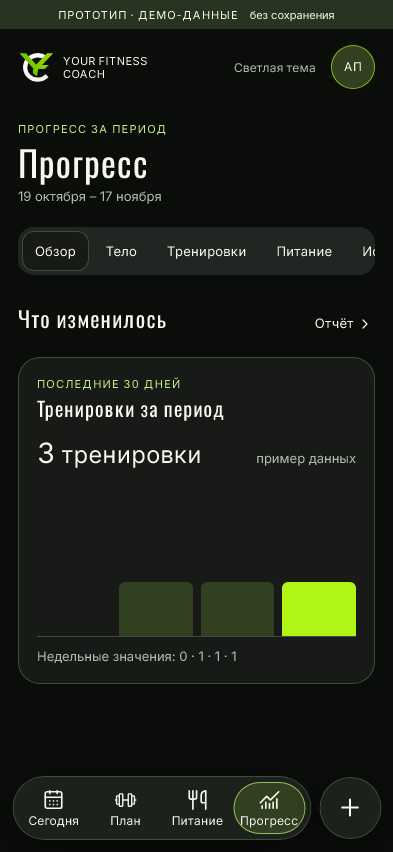 ПРОТОТИП · ДЕМО-ДАННЫЕ без сохранения
YOUR FITNESS
COACH
Светлая тема
АП
ПРОГРЕСС ЗА ПЕРИОД
Прогресс
19 октября – 17 ноября
Обзор Тело Тренировки Питание
Что изменилось
Отчёт
ПОСЛЕДНИЕ 30 ДНЕЙ
Тренировки за период
3 тренировки
пример данных
Недельные значения: 0 · 1 · 1 · 1
Сегодня План Питание Прогресс